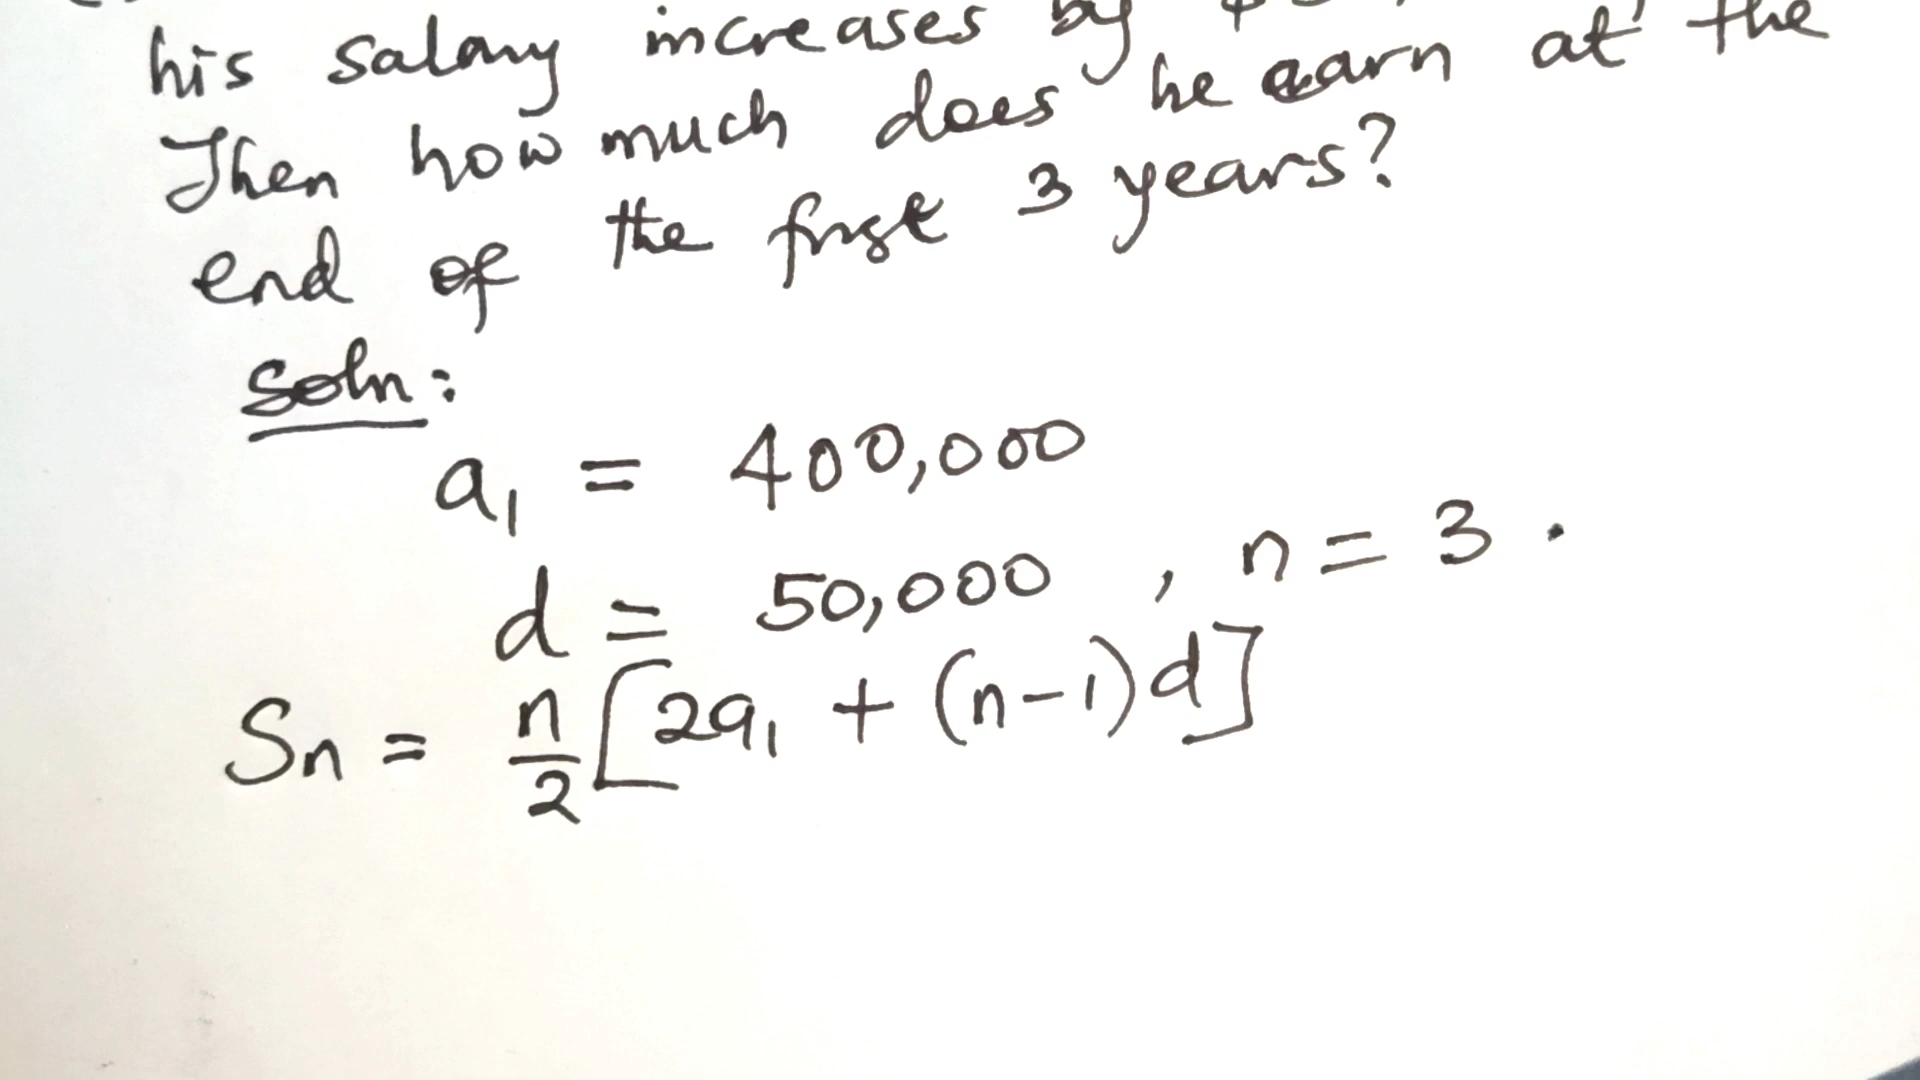 his salary increases by
Then how much does he earn at the
end of the first 3 years?
Soln:
a₁ = 400,000
d = 50,000 , n = 3 .
Sn = n/2 [2a₁ + (n-1)d]